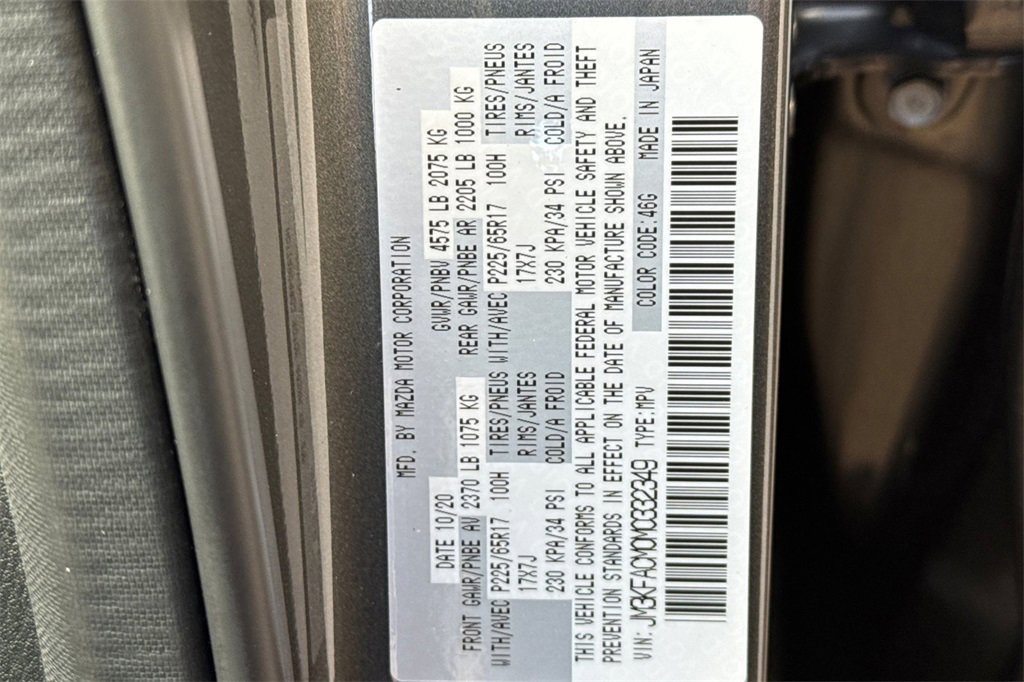 MFD. BY MAZDA MOTOR CORPORATION
DATE 10/20 GVWR/PNBV 4575 LB 2075 KG
FRONT GAWR/PNBE AV 2370 LB 1075 KG REAR GAWR/PNBE AR 2205 LB 1000 KG
WITH/AVEC P225/65R17 100H TIRES/PNEUS WITH/AVEC P225/65R17 100H TIRES/PNEUS
17X7J RIMS/JANTES 17X7J RIMS/JANTES
230 KPA/34 PSI COLD/A FROID 230 KPA/34 PSI COLD/A FROID
THIS VEHICLE CONFORMS TO ALL APPLICABLE FEDERAL MOTOR VEHICLE SAFETY AND THEFT
PREVENTION STANDARDS IN EFFECT ON THE DATE OF MANUFACTURE SHOWN ABOVE.
VIN: JM3KFACM0M0332349 TYPE:MPV COLOR CODE:46G MADE IN JAPAN